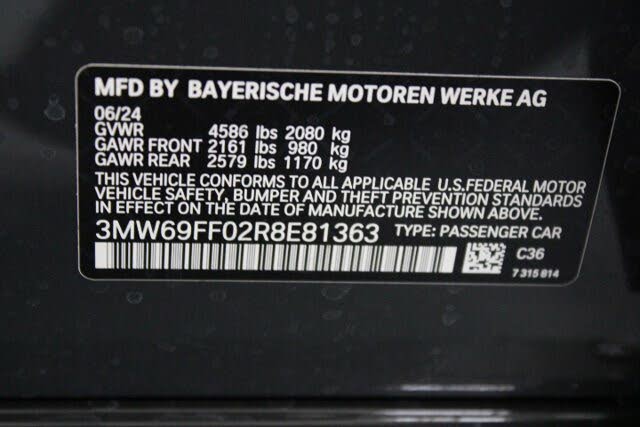 MFD BY BAYERISCHE MOTOREN WERKE AG
06/24
GVWR 4586 lbs 2080 kg
GAWR FRONT 2161 lbs 980 kg
GAWR REAR 2579 lbs 1170 kg
THIS VEHICLE CONFORMS TO ALL APPLICABLE U.S.FEDERAL MOTOR
VEHICLE SAFETY, BUMPER AND THEFT PREVENTION STANDARDS
IN EFFECT ON THE DATE OF MANUFACTURE SHOWN ABOVE.
3MW69FF02R8E81363 TYPE: PASSENGER CAR
C36
7 315 814